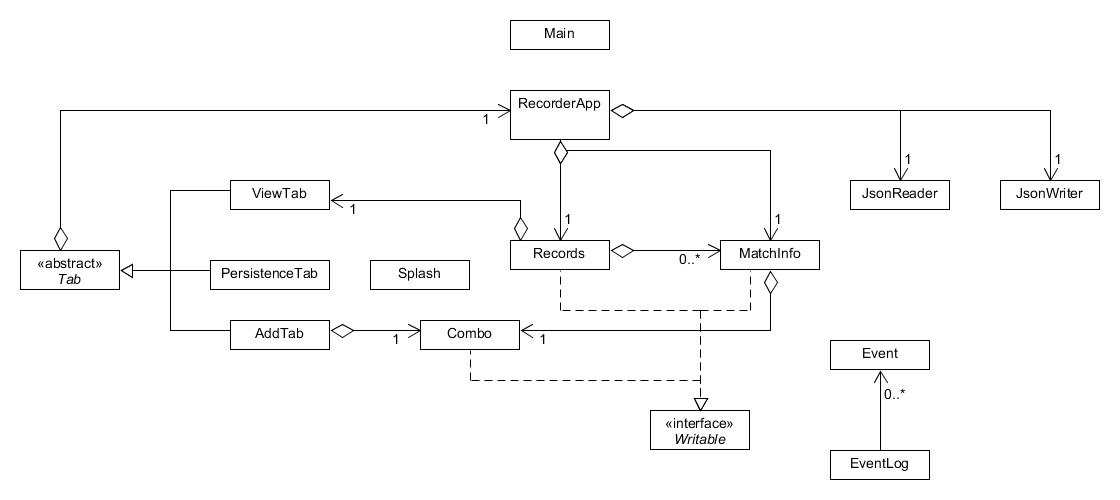 Main
RecorderApp
1
1
1
ViewTab
JsonReader
JsonWriter
1
1
1
Records
MatchInfo
«abstract»
Tab
0..*
PersistenceTab
Splash
AddTab
Combo
1
1
Event
0..*
«interface»
Writable
EventLog